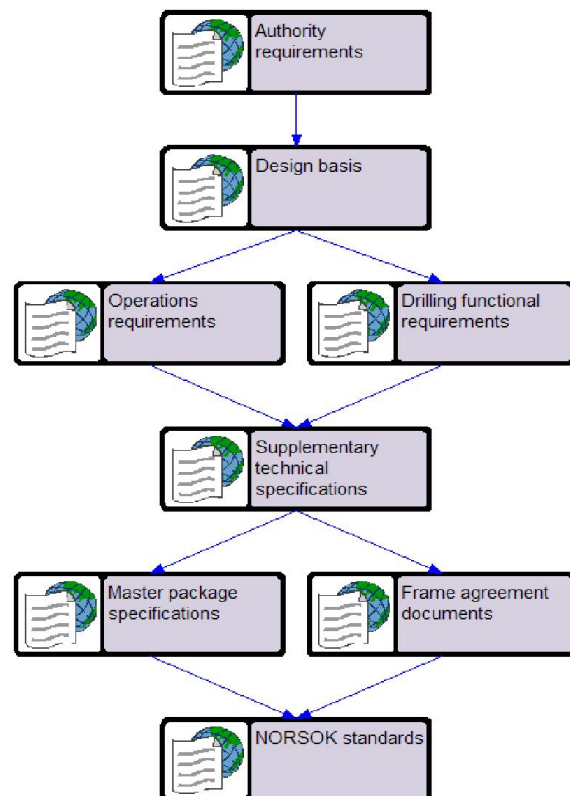 Authority
requirements
Design basis
Operations
requirements
Drilling functional
requirements
Supplementary
technical
specifications
Master package
specifications
Frame agreement
documents
NORSOK standards